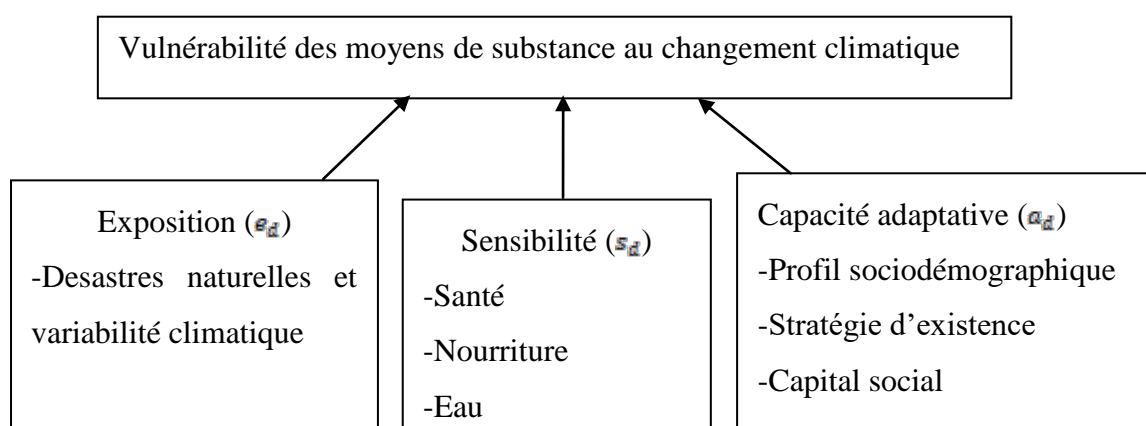 Vulnérabilité des moyens de substance au changement climatique
Exposition (e_d)
-Desastres naturelles et
variabilité climatique
Sensibilité (s_d)
-Santé
-Nourriture
-Eau
Capacité adaptative (a_d)
-Profil sociodémographique
-Stratégie d’existence
-Capital social